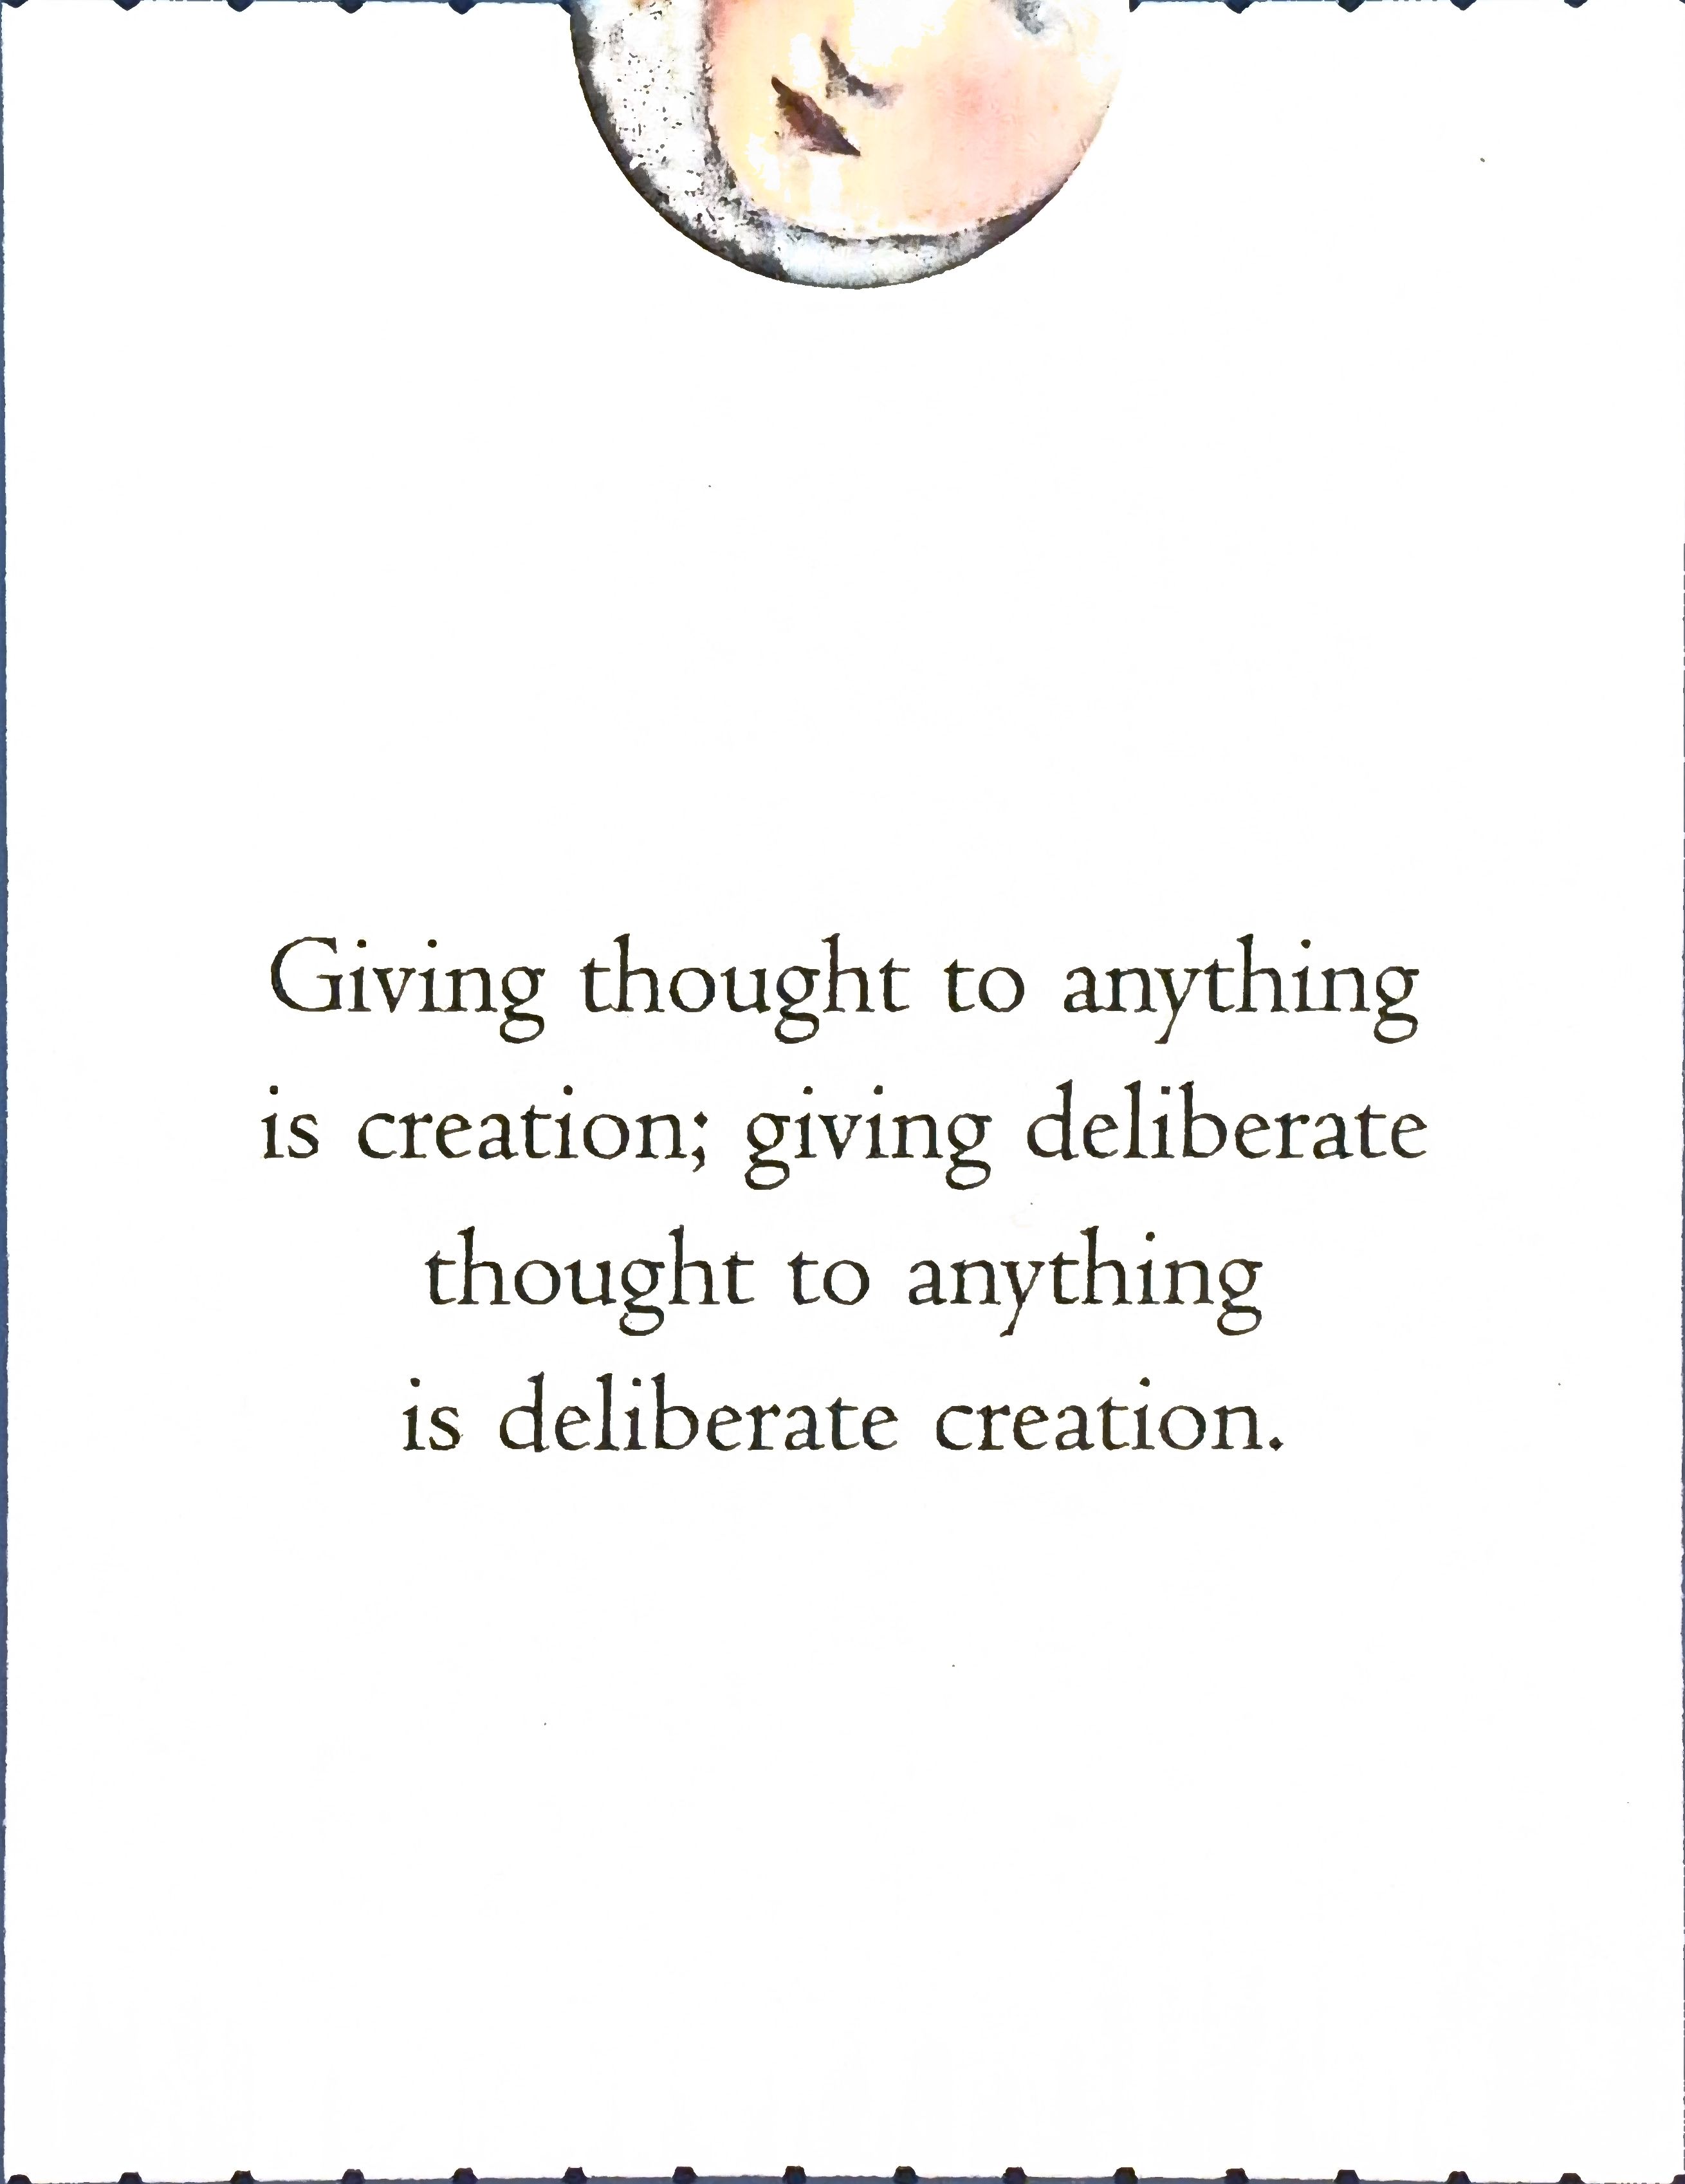 Giving thought to anything
is creation; giving deliberate
thought to anything
is deliberate creation.